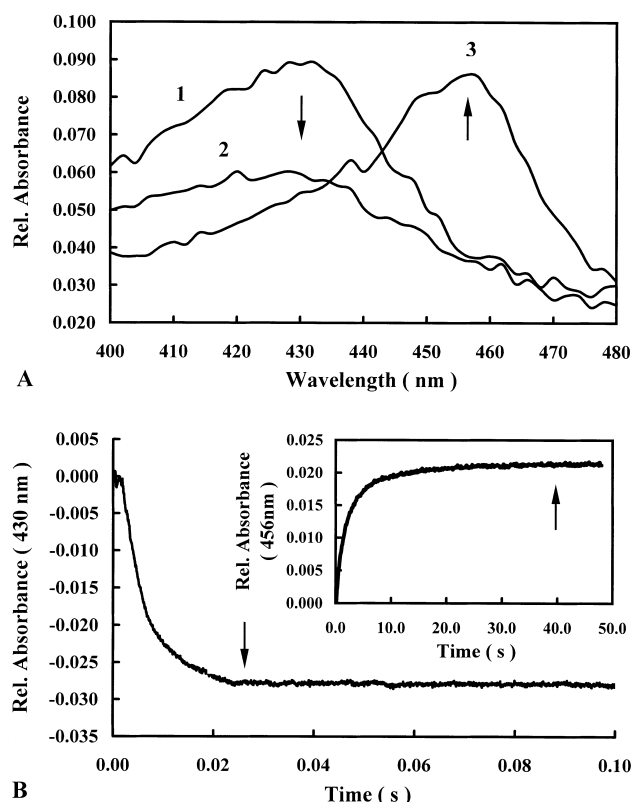 A
0.100
0.090
0.080
0.070
0.060
0.050
0.040
0.030
0.020
Rel. Absorbance
1
2
3
400 410 420 430 440 450 460 470 480
Wavelength ( nm )
A
0.005
0.000
-0.005
-0.010
-0.015
-0.020
-0.025
-0.030
-0.035
Rel. Absorbance ( 430 nm )
0.025
0.020
0.015
0.010
0.005
0.000
Rel. Absorbance
( 456nm )
0.0 10.0 20.0 30.0 40.0 50.0
Time ( s )
0.00 0.02 0.04 0.06 0.08 0.10
B
Time ( s )